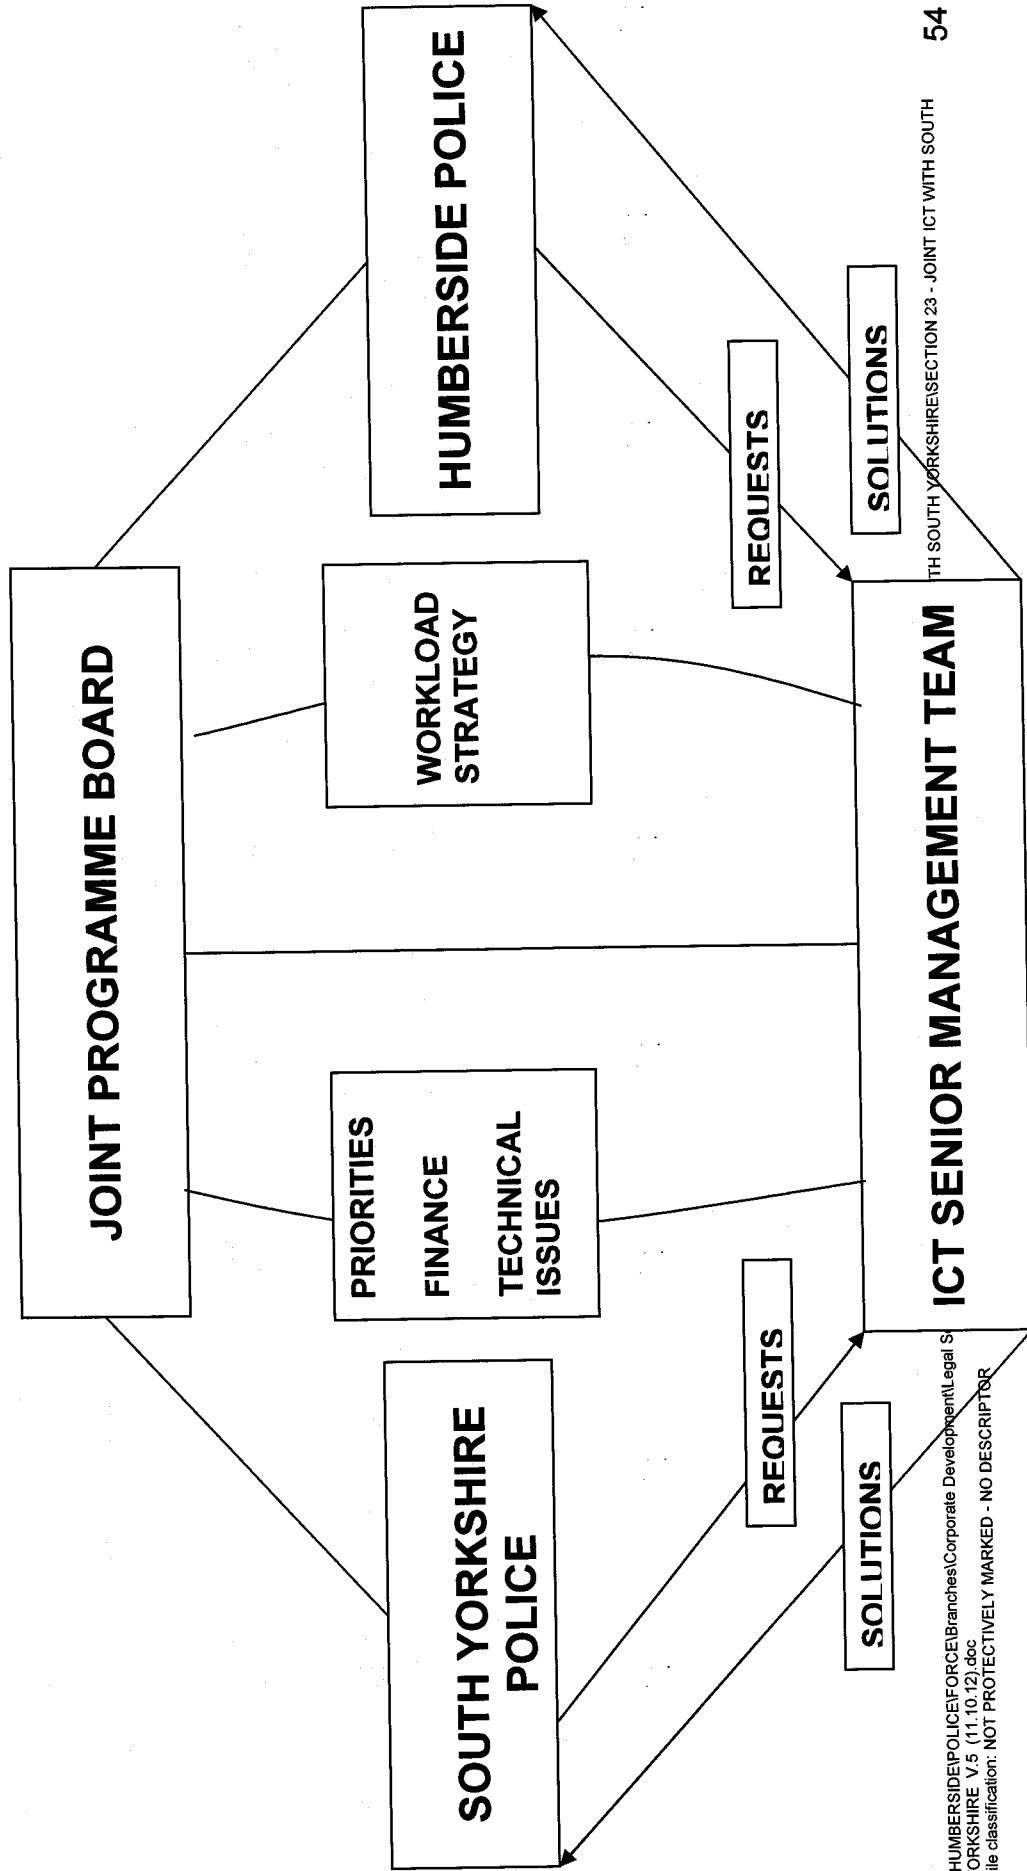 JOINT PROGRAMME BOARD
SOUTH YORKSHIRE
POLICE
PRIORITIES
FINANCE
TECHNICAL
ISSUES
WORKLOAD
STRATEGY
HUMBERSIDE POLICE
REQUESTS
REQUESTS
SOLUTIONS
SOLUTIONS
ICT SENIOR MANAGEMENT TEAM
HUMBERSIDE\POLICE\FORCE\Branches\Corporate Development\Legal S TH SOUTH YORKSHIRE\SECTION 23 - JOINT ICT WITH SOUTH
ORKSHIRE V.5 (11.10.12).doc
ile classification: NOT PROTECTIVELY MARKED - NO DESCRIPTOR
54